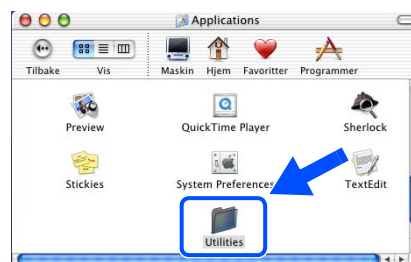 Applications
Tilbake Vis Maskin Hjem Favoritter Programmer
Preview QuickTime Player Sherlock
Stickies System Preferences TextEdit
Utilities